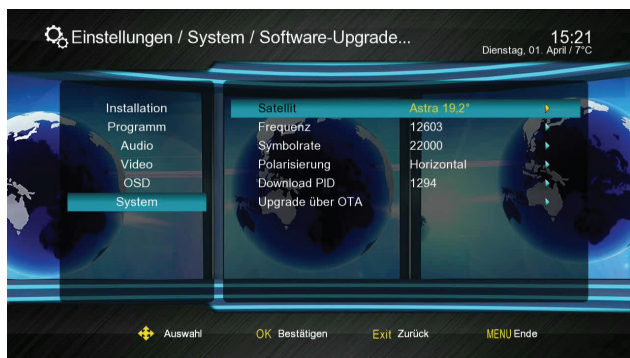 Einstellungen / System / Software-Upgrade...
15:21
Dienstag, 01. April / 7°C
Installation
Programm
Audio
Video
OSD
System
Satellit Astra 19,2°
Frequenz 12603
Symbolrate 22000
Polarisierung Horizontal
Download PID 1294
Upgrade über OTA
Auswahl OK Bestätigen Exit Zurück MENU Ende